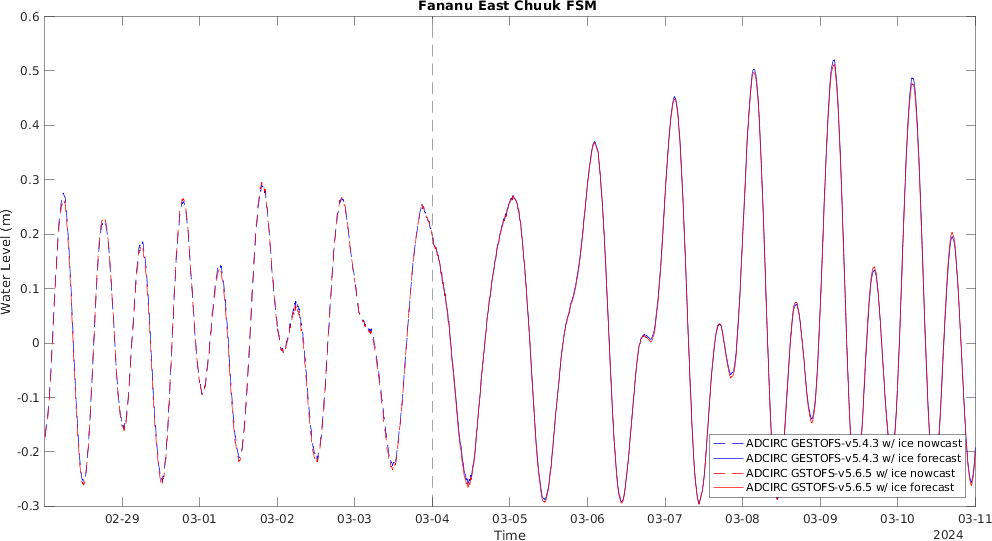 Fananu East Chuuk FSM
0.6
0.5
0.4
0.3
0.2
0.1
0
-0.1
-0.2
-0.3
Water Level (m)
ADCIRC GESTOFS-v5.4.3 w/ ice nowcast
ADCIRC GSTOFS-v5.4.3 w/ ice forecast
ADCIRC GSTOFS-v5.6.5 w/ ice nowcast
ADCIRC GSTOFS-v5.6.5 w/ ice forecast
02-29 03-01 03-02 03-03 03-04 03-05 03-06 03-07 03-08 03-09 03-10 03-11
Time
2024